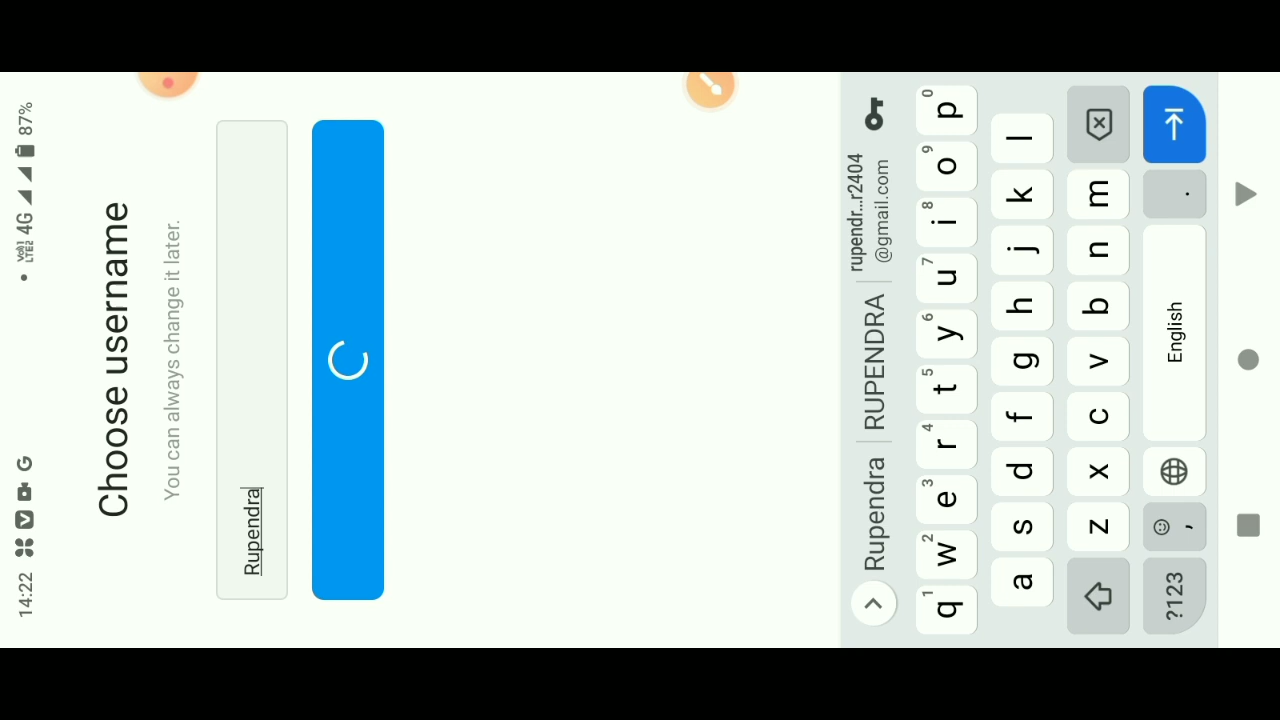 14:22
4G 87%
Choose username
You can always change it later.
Rupendra
Rupendra RUPENDRA rupendr...r2404
@gmail.com
q w e r t y u i o p
1 2 3 4 5 6 7 8 9 0
a s d f g h j k l
z x c v b n m
?123 , English .